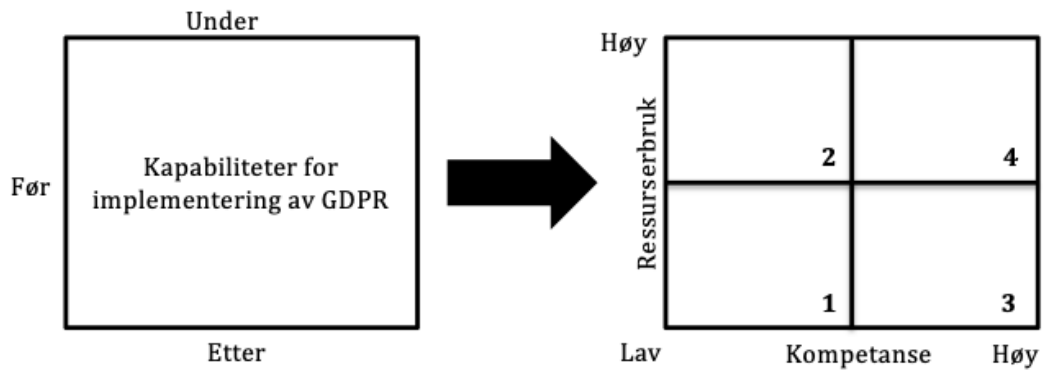 Under
Før
Kapabiliteter for
implementering av GDPR
Etter
Høy
Ressurserbruk
2
4
1
3
Lav
Kompetanse
Høy